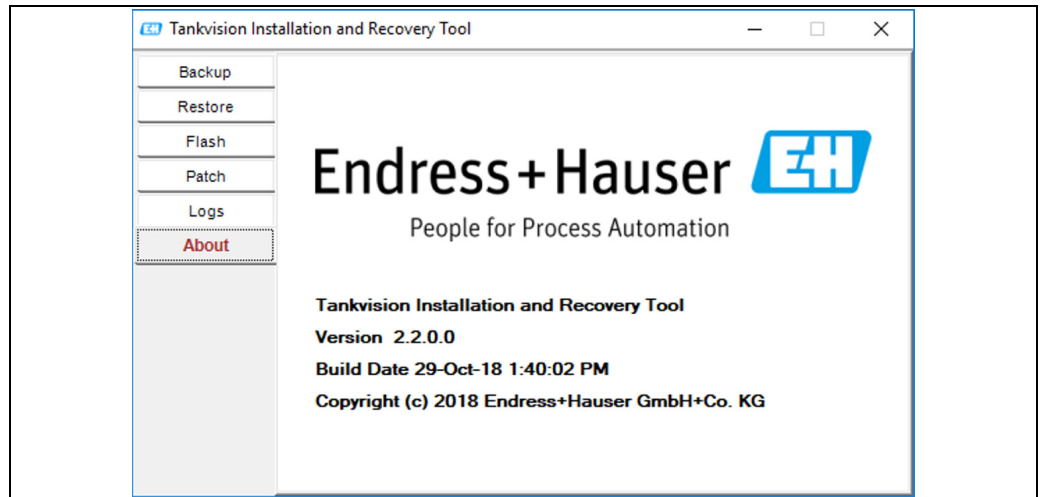 Tankvision Installation and Recovery Tool
Backup
Restore
Flash
Patch
Logs
About
Endress+Hauser EH
People for Process Automation
Tankvision Installation and Recovery Tool
Version 2.2.0.0
Build Date 29-Oct-18 1:40:02 PM
Copyright (c) 2018 Endress+Hauser GmbH+Co. KG